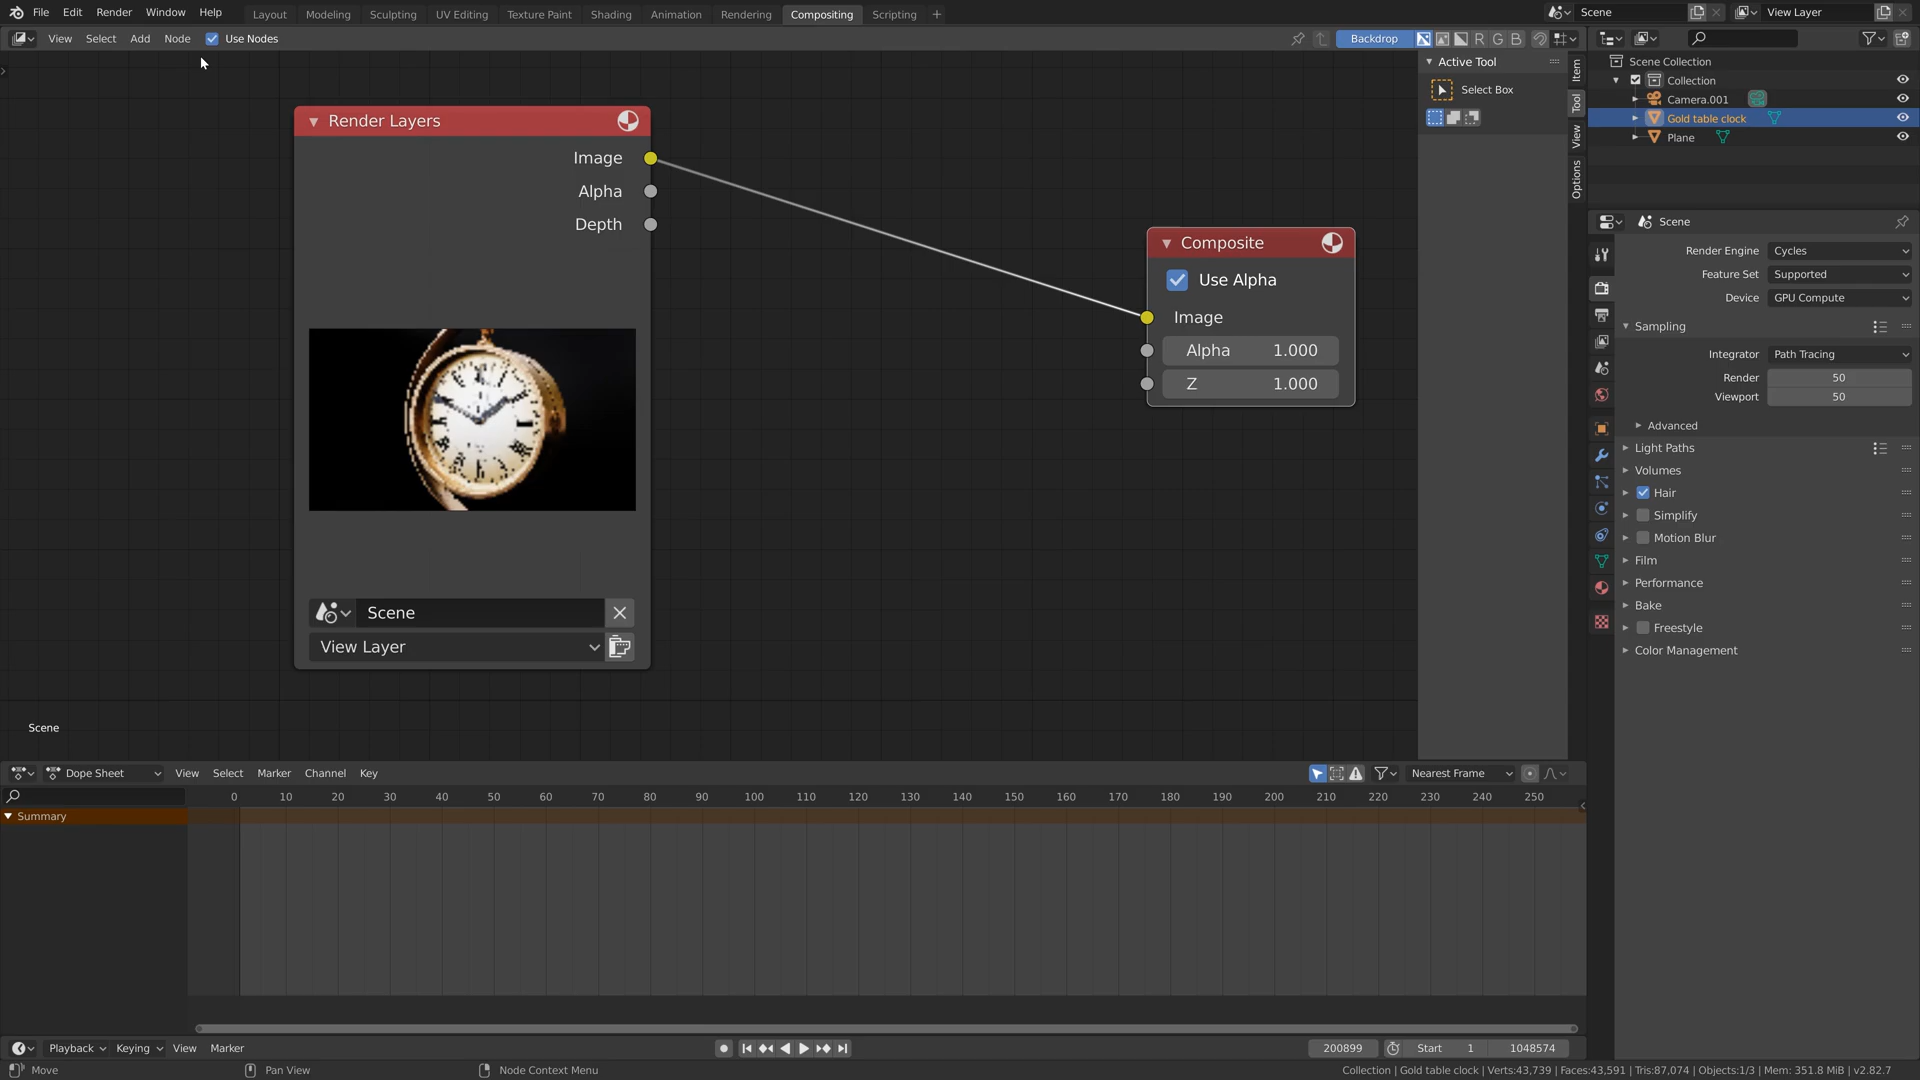 File Edit Render Window Help Layout Modeling Sculpting UV Editing Texture Paint Shading Animation Rendering Compositing Scripting + Scene View Layer
View Select Add Node Use Nodes Backdrop R G B
Active Tool
Select Box
Item
Tool
View
Options
Scene Collection
Collection
Camera.001
Gold table clock
Plane
Render Layers
Image
Alpha
Depth
Scene
View Layer
Composite
Use Alpha
Image
Alpha 1.000
Z 1.000
Scene
Scene
Render Engine Cycles
Feature Set Supported
Device GPU Compute
Sampling
Integrator Path Tracing
Render 50
Viewport 50
Advanced
Light Paths
Volumes
Hair
Simplify
Motion Blur
Film
Performance
Bake
Freestyle
Color Management
Dope Sheet View Select Marker Channel Key Nearest Frame
0 10 20 30 40 50 60 70 80 90 100 110 120 130 140 150 160 170 180 190 200 210 220 230 240 250
Summary
Playback Keying View Marker 200899 Start 1 1048574
Move Pan View Node Context Menu Collection | Gold table clock | Verts:43,739 | Faces:43,591 | Tris:87,074 | Objects:1/3 | Mem: 351.8 MiB | v2.82.7